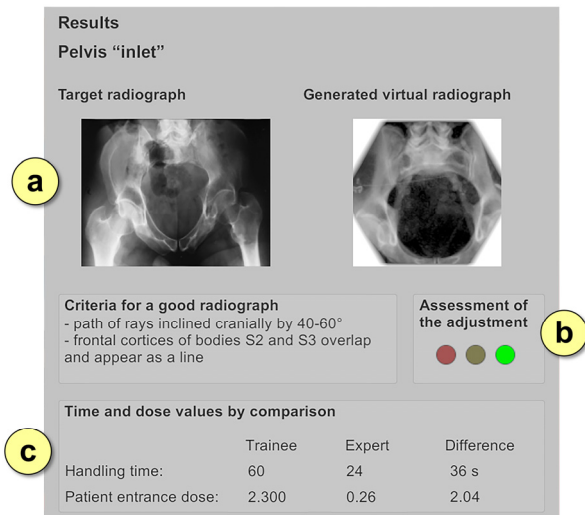 Results
Pelvis “inlet”
Target radiograph
Generated virtual radiograph
a
Criteria for a good radiograph
- path of rays inclined cranially by 40-60°
- frontal cortices of bodies S2 and S3 overlap
and appear as a line
Assessment of
the adjustment
b
Time and dose values by comparison
c
Trainee Expert Difference
Handling time: 60 24 36 s
Patient entrance dose: 2.300 0.26 2.04